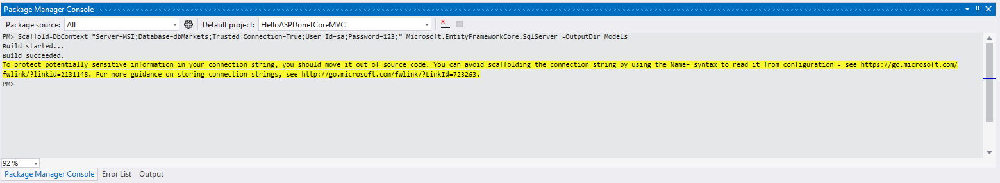 Package Manager Console
Package source: All Default project: HelloASPDonetCoreMVC
PM> Scaffold-DbContext "Server=MSI;Database=dbMarkets;Trusted_Connection=True;User Id=sa;Password=123;" Microsoft.EntityFrameworkCore.SqlServer -OutputDir Models
Build started...
Build succeeded.
To protect potentially sensitive information in your connection string, you should move it out of source code. You can avoid scaffolding the connection string by using the Name= syntax to read it from configuration - see https://go.microsoft.com/
fwlink/?linkid=2131148. For more guidance on storing connection strings, see http://go.microsoft.com/fwlink/?LinkId=723263.
PM>
92 %
Package Manager Console Error List Output